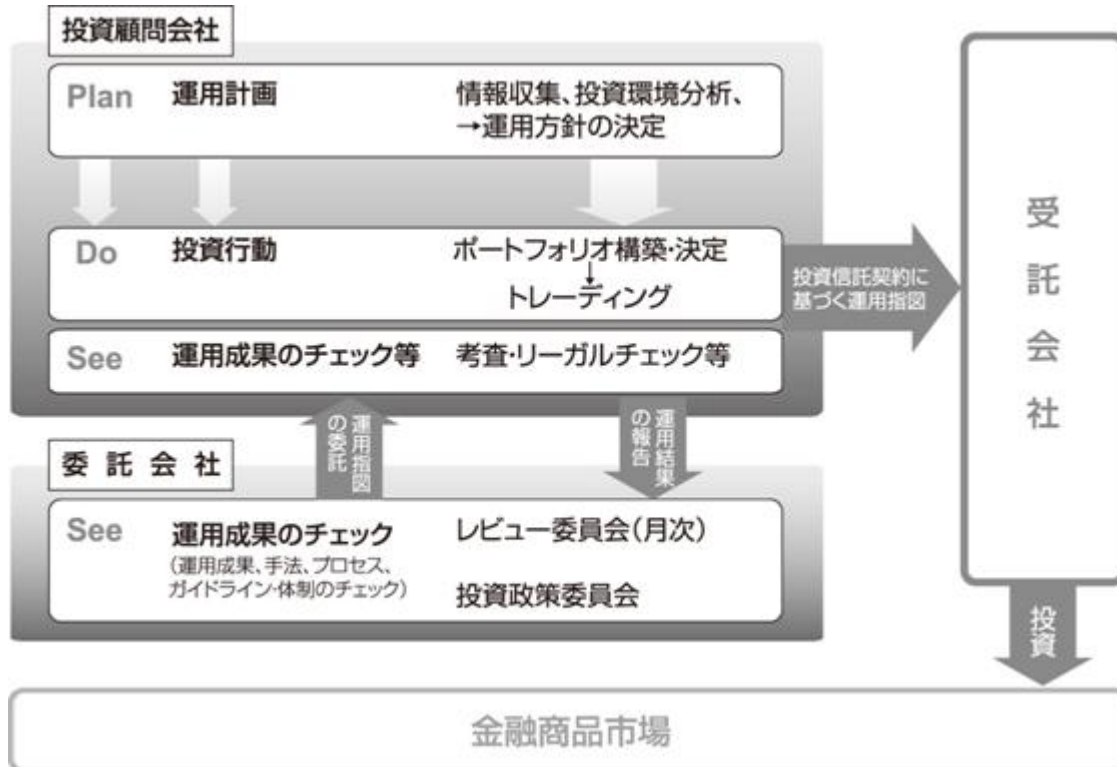 投資顧問会社
Plan 運用計画 情報収集、投資環境分析、
→運用方針の決定
Do 投資行動 ポートフォリオ構築・決定
↓
トレーディング
See 運用成果のチェック等 考査・リーガルチェック等
投資信託契約に
基づく運用指図
受託会社
運用指図
の委託
運用結果
の報告
委託会社
See 運用成果のチェック レビュー委員会(月次)
(運用成果、手法、プロセス、
ガイドライン・体制のチェック)
投資政策委員会
投資
金融商品市場